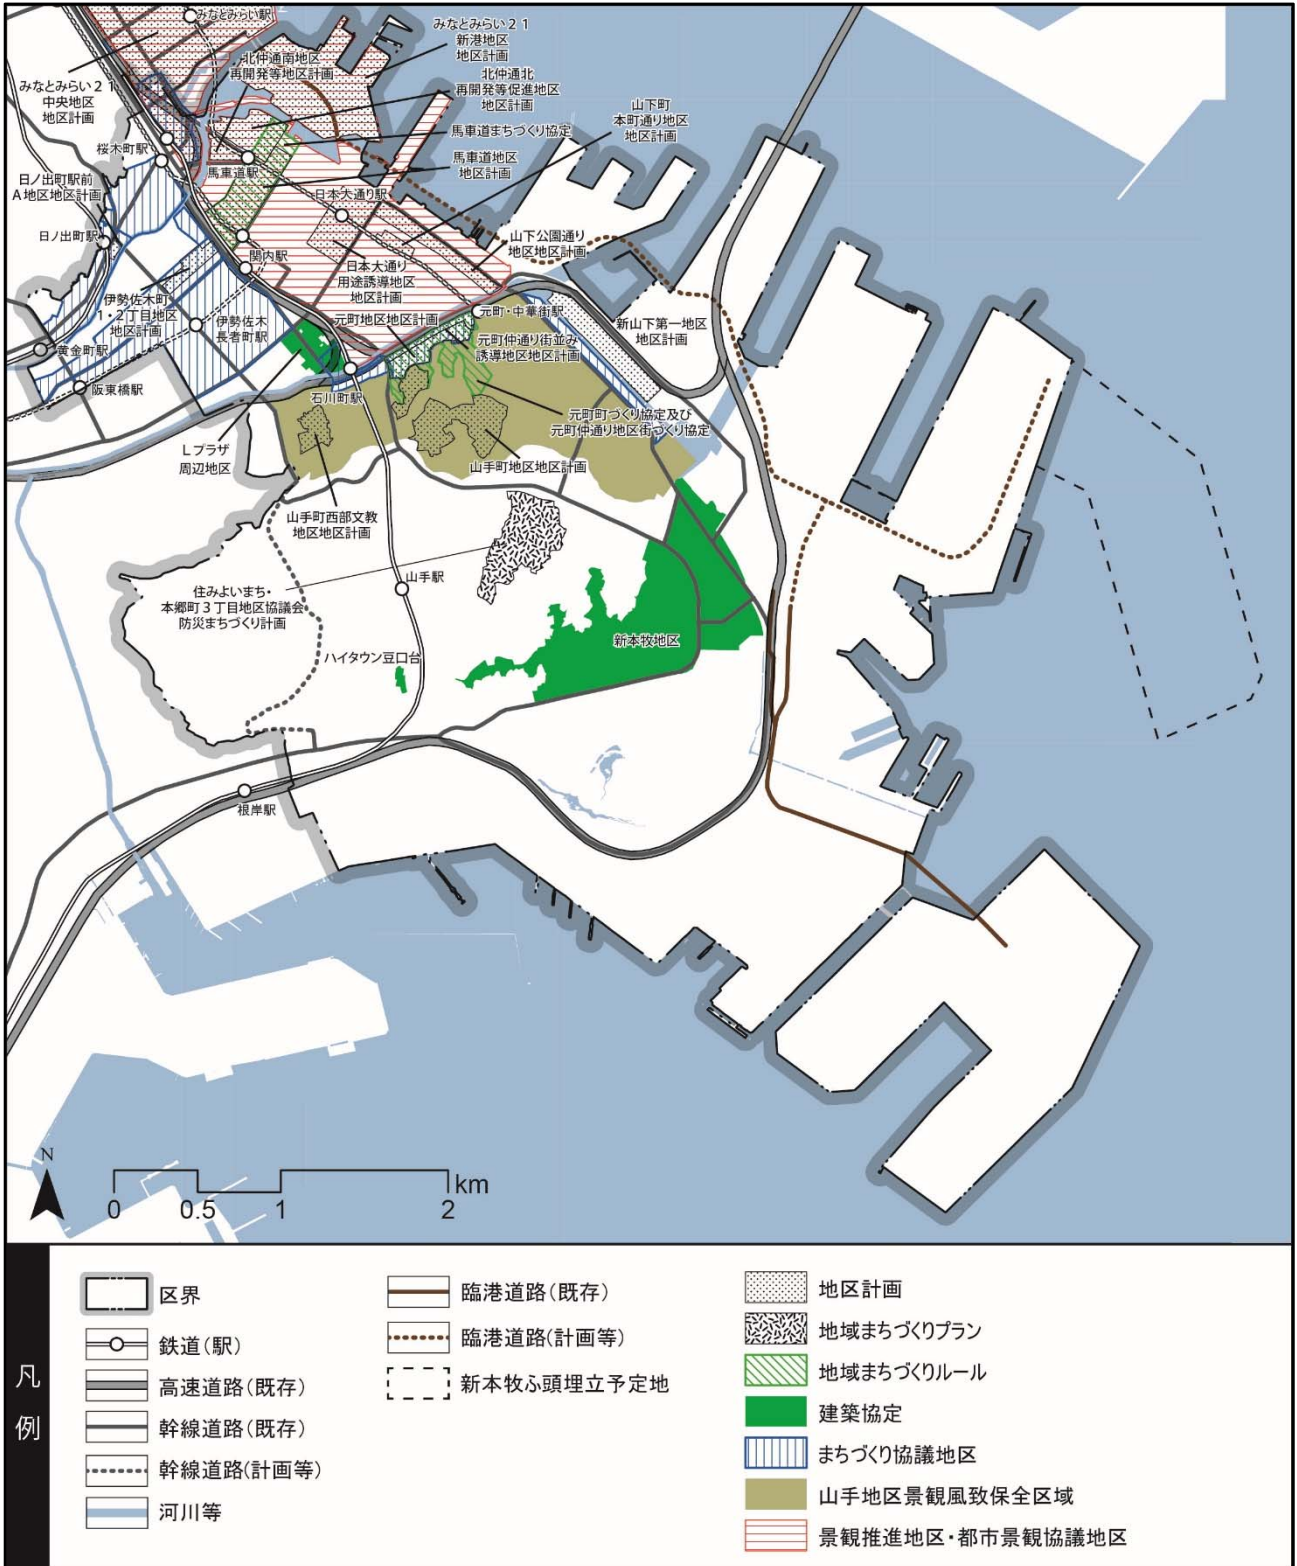 みなとみらい駅
みなとみらい２１
新港地区
地区計画
北仲通南地区
再開発等地区計画
みなとみらい２１
中央地区
地区計画
北仲通北
再開発等促進地区
地区計画
山下町
本町通り地区
地区計画
馬車道まちづくり協定
桜木町駅
馬車道駅
馬車道地区
地区計画
日ノ出町駅前
A地区地区計画
日本大通り駅
日ノ出町駅
山下公園通り
地区地区計画
関内駅
日本大通り
用途誘導地区
地区計画
伊勢佐木町
１・２丁目地区
地区計画
伊勢佐木
長者町駅
元町地区地区計画
元町・中華街駅
新山下第一地区
地区計画
元町仲通り街並み
誘導地区地区計画
黄金町駅
阪東橋駅
石川町駅
元町町づくり協定及び
元町仲通り地区街づくり協定
Ｌプラザ
周辺地区
山手町地区地区計画
山手町西部文教
地区地区計画
山手駅
住みよいまち・
本郷町３丁目地区協議会
防災まちづくり計画
新本牧地区
ハイタウン豆口台
根岸駅
N
km
0 0.5 1 2
凡
例
区界
鉄道（駅）
高速道路（既存）
幹線道路（既存）
幹線道路（計画等）
河川等
臨港道路（既存）
臨港道路（計画等）
新本牧ふ頭埋立予定地
地区計画
地域まちづくりプラン
地域まちづくりルール
建築協定
まちづくり協議地区
山手地区景観風致保全区域
景観推進地区・都市景観協議地区